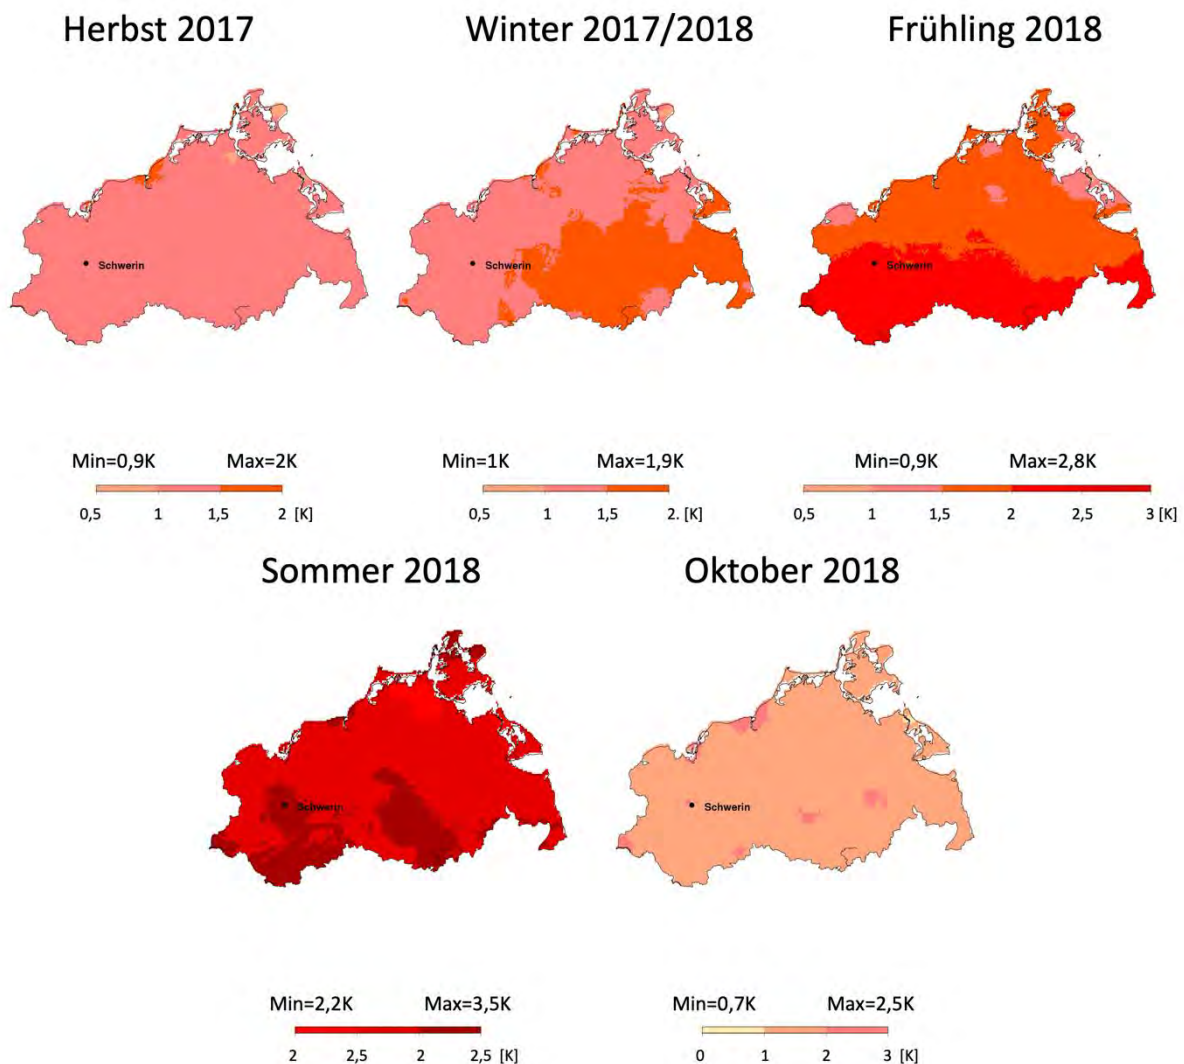 Herbst 2017
Winter 2017/2018
Frühling 2018
Schwerin
Schwerin
Schwerin
Min=0,9K Max=2K
0,5 1 1,5 2 [K]
Min=1K Max=1,9K
0,5 1 1,5 2. [K]
Min=0,9K Max=2,8K
0,5 1 1,5 2 2,5 3 [K]
Sommer 2018
Oktober 2018
Schwerin
Schwerin
Min=2,2K Max=3,5K
2 2,5 2 2,5 [K]
Min=0,7K Max=2,5K
0 1 2 3 [K]